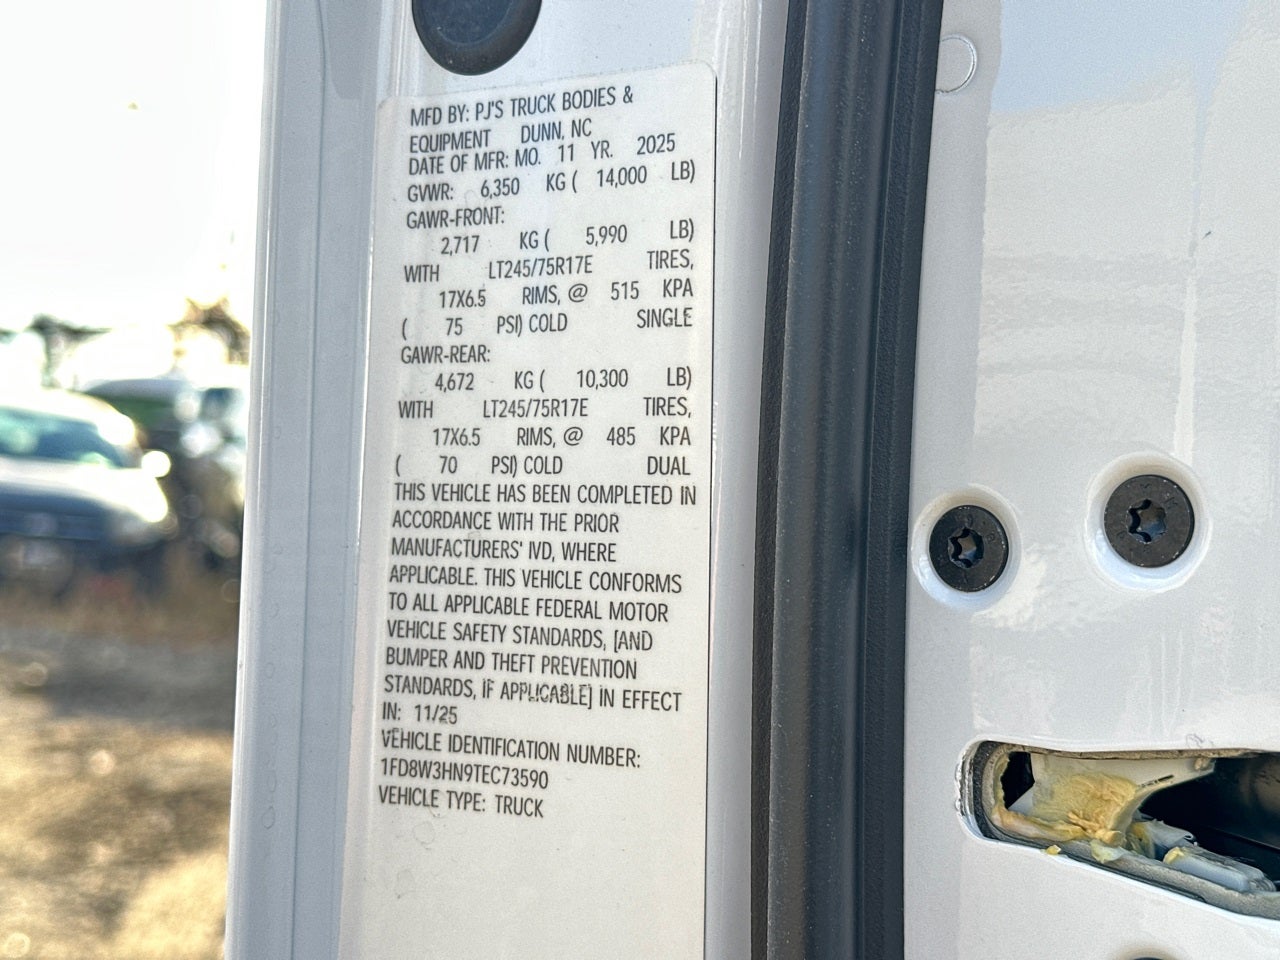 MFD BY: PJ'S TRUCK BODIES &
EQUIPMENT DUNN, NC
DATE OF MFR: MO. 11 YR. 2025
GVWR: 6,350 KG ( 14,000 LB)
GAWR-FRONT:
2,717 KG ( 5,990 LB)
WITH LT245/75R17E TIRES,
17X6.5 RIMS, @ 515 KPA
( 75 PSI) COLD SINGLE
GAWR-REAR:
4,672 KG ( 10,300 LB)
WITH LT245/75R17E TIRES,
17X6.5 RIMS, @ 485 KPA
( 70 PSI) COLD DUAL
THIS VEHICLE HAS BEEN COMPLETED IN
ACCORDANCE WITH THE PRIOR
MANUFACTURERS' IVD, WHERE
APPLICABLE. THIS VEHICLE CONFORMS
TO ALL APPLICABLE FEDERAL MOTOR
VEHICLE SAFETY STANDARDS, [AND
BUMPER AND THEFT PREVENTION
STANDARDS, IF APPLICABLE] IN EFFECT
IN: 11/25
VEHICLE IDENTIFICATION NUMBER:
1FD8W3HN9TEC73590
VEHICLE TYPE: TRUCK